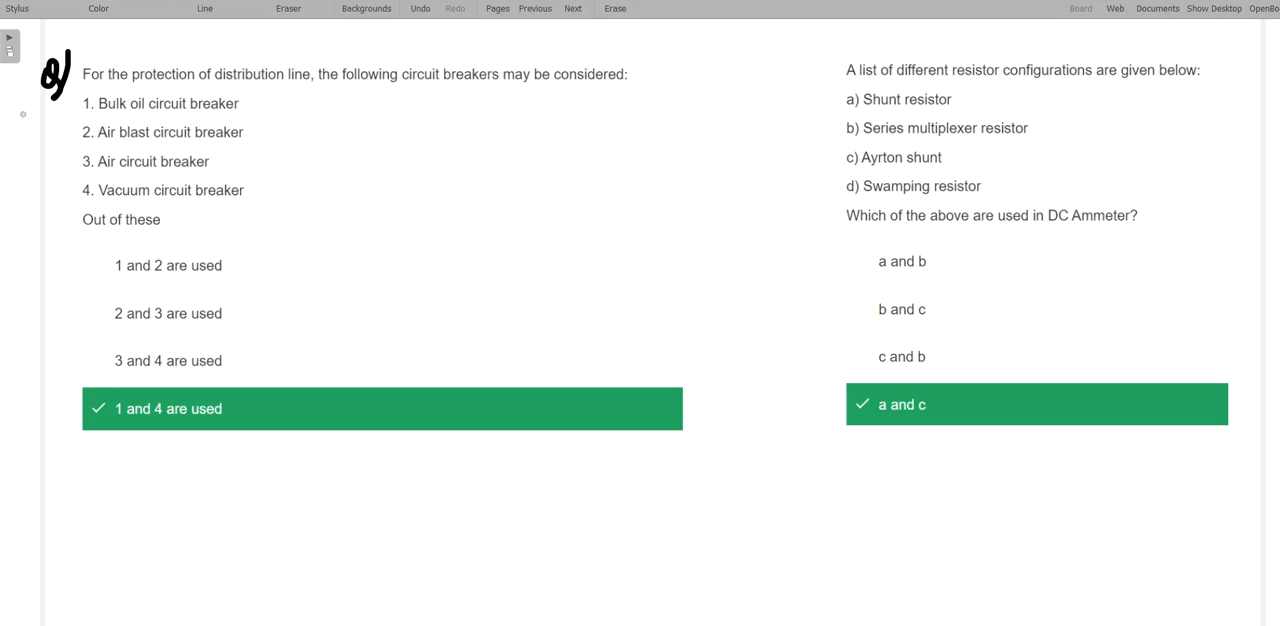 Stylus Color Line Eraser Backgrounds Undo Redo Pages Previous Next Erase Board Web Documents Show Desktop OpenBo
Q)
For the protection of distribution line, the following circuit breakers may be considered:
1. Bulk oil circuit breaker
2. Air blast circuit breaker
3. Air circuit breaker
4. Vacuum circuit breaker
Out of these
1 and 2 are used
2 and 3 are used
3 and 4 are used
1 and 4 are used
A list of different resistor configurations are given below:
a) Shunt resistor
b) Series multiplexer resistor
c) Ayrton shunt
d) Swamping resistor
Which of the above are used in DC Ammeter?
a and b
b and c
c and b
a and c